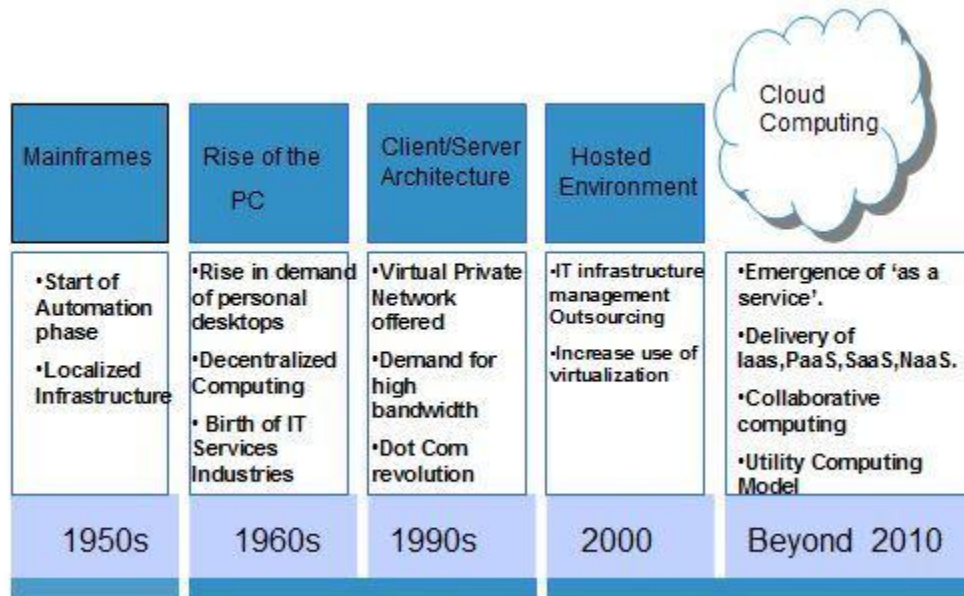 Mainframes
•Start of
Automation
phase
•Localized
Infrastructure
1950s
Rise of the
PC
•Rise in demand
of personal
desktops
•Decentralized
Computing
• Birth of IT
Services
Industries
1960s
Client/Server
Architecture
•Virtual Private
Network
offered
•Demand for
high
bandwidth
•Dot Com
revolution
1990s
Hosted
Environment
•IT infrastructure
management
Outsourcing
•Increase use of
virtualization
2000
Cloud
Computing
•Emergence of ‘as a
service’.
•Delivery of
Iaas,PaaS,SaaS,NaaS.
•Collaborative
computing
•Utility Computing
Model
Beyond 2010